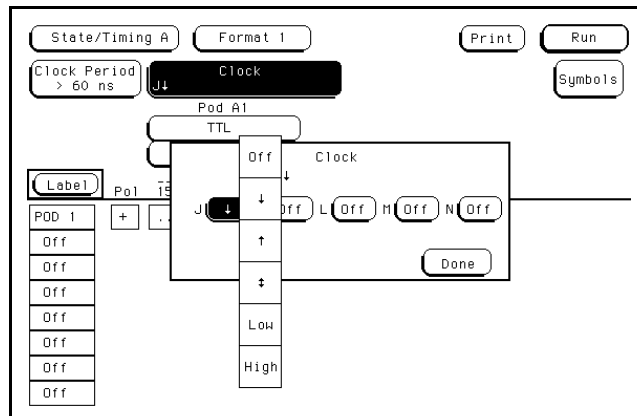 State/Timing A Format 1 Print Run
Clock Period > 60 ns
Clock
J↓
Symbols
Pod A1
TTL
Clock
↓
Label Pol 15
J ↓ Off L Off M Off N Off
Off
↓
↑
↕
Low
High
Done
POD 1 + ..
Off
Off
Off
Off
Off
Off
Off